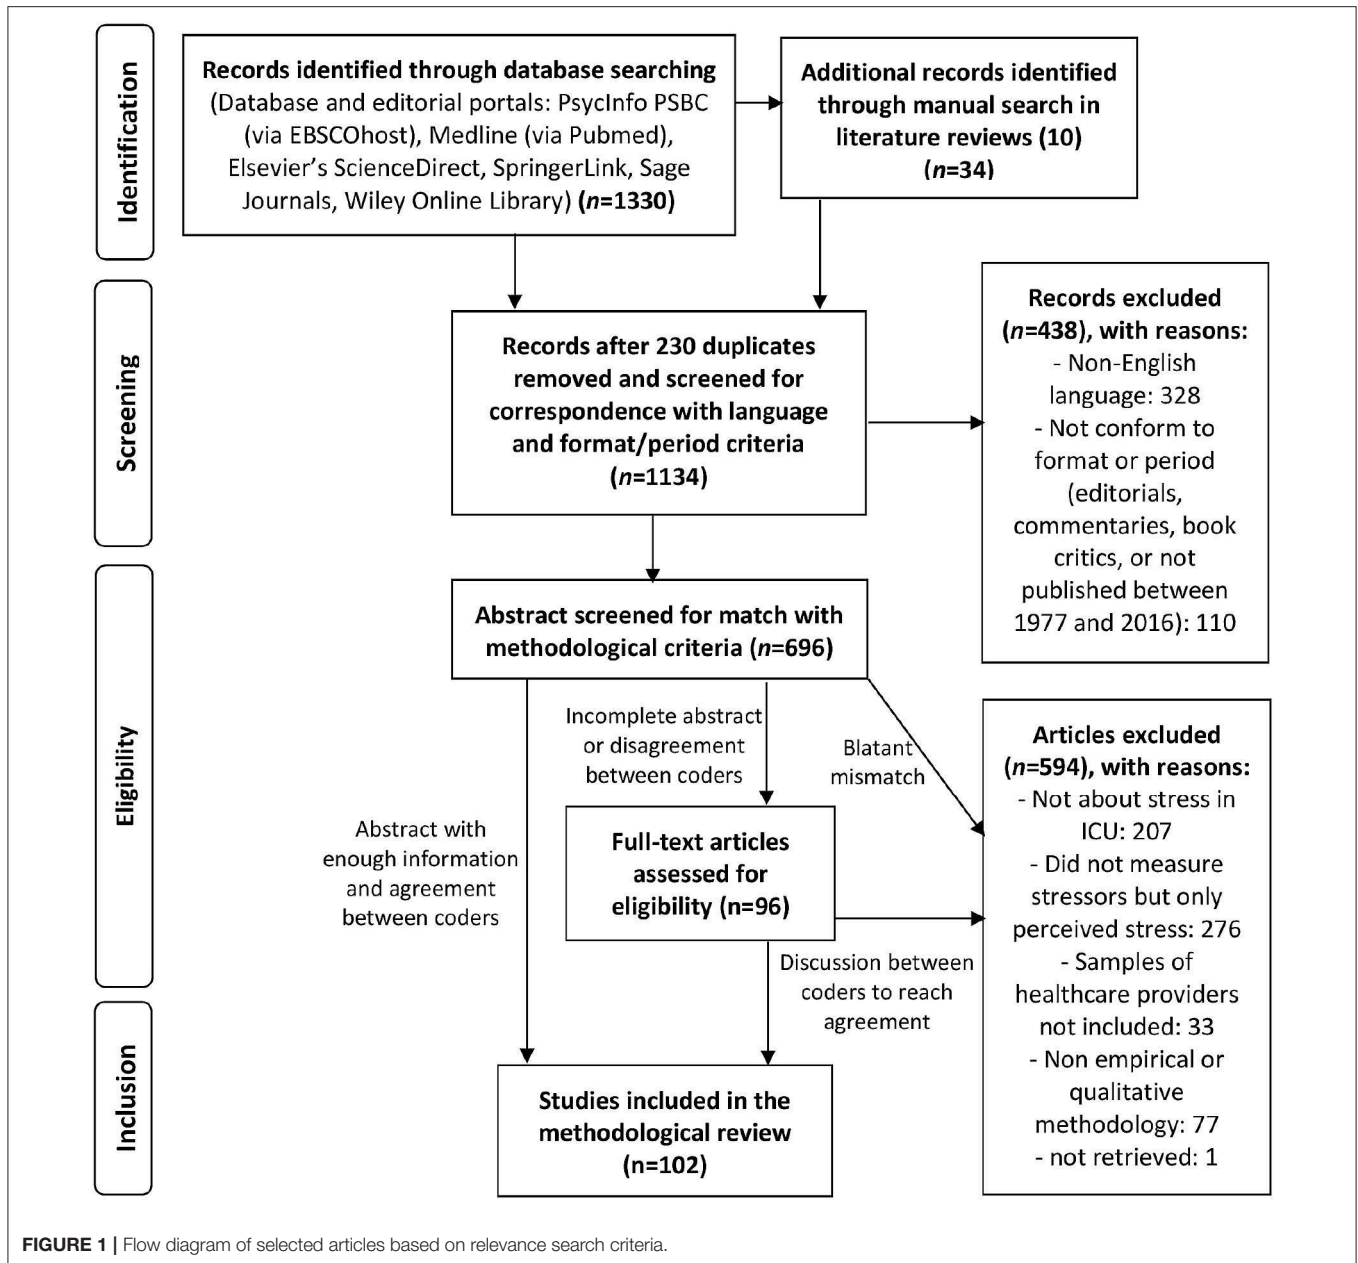 Identification
Records identified through database searching
(Database and editorial portals: PsycInfo PSBC
(via EBSCOhost), Medline (via Pubmed),
Elsevier's ScienceDirect, SpringerLink, Sage
Journals, Wiley Online Library) (n=1330)
Additional records identified
through manual search in
literature reviews (10)
(n=34)
Screening
Records after 230 duplicates
removed and screened for
correspondence with language
and format/period criteria
(n=1134)
Records excluded
(n=438), with reasons:
- Non-English
language: 328
- Not conform to
format or period
(editorials,
commentaries, book
critics, or not
published between
1977 and 2016): 110
Eligibility
Abstract screened for match with
methodological criteria (n=696)
Incomplete abstract
or disagreement
between coders
Blatant
mismatch
Abstract with
enough information
and agreement
between coders
Full-text articles
assessed for
eligibility (n=96)
Discussion between
coders to reach
agreement
Articles excluded
(n=594), with reasons:
- Not about stress in
ICU: 207
- Did not measure
stressors but only
perceived stress: 276
- Samples of
healthcare providers
not included: 33
- Non empirical or
qualitative
methodology: 77
- not retrieved: 1
Inclusion
Studies included in the
methodological review
(n=102)
FIGURE 1 | Flow diagram of selected articles based on relevance search criteria.